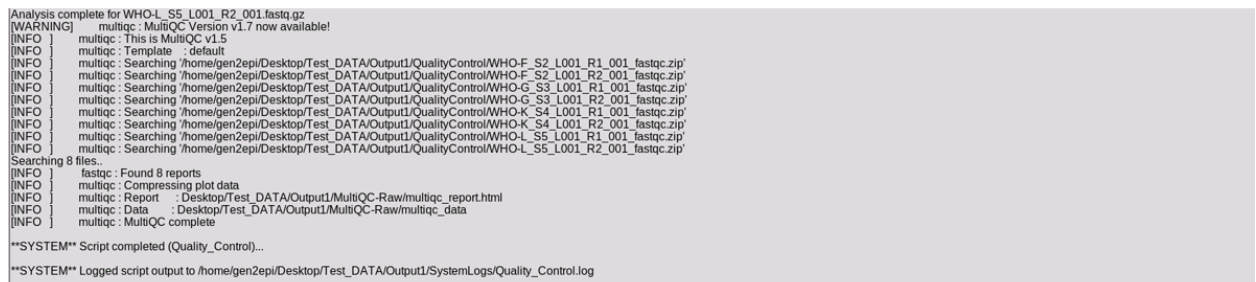 Analysis complete for WHO-L_S5_L001_R2_001.fastq.gz
[WARNING] multiqc : MultiQC Version v1.7 now available!
[INFO ] multiqc : This is MultiQC v1.5
[INFO ] multiqc : Template : default
[INFO ] multiqc : Searching '/home/gen2epi/Desktop/Test_DATA/Output1/QualityControl/WHO-F_S2_L001_R1_001_fastqc.zip'
[INFO ] multiqc : Searching '/home/gen2epi/Desktop/Test_DATA/Output1/QualityControl/WHO-F_S2_L001_R2_001_fastqc.zip'
[INFO ] multiqc : Searching '/home/gen2epi/Desktop/Test_DATA/Output1/QualityControl/WHO-G_S3_L001_R1_001_fastqc.zip'
[INFO ] multiqc : Searching '/home/gen2epi/Desktop/Test_DATA/Output1/QualityControl/WHO-G_S3_L001_R2_001_fastqc.zip'
[INFO ] multiqc : Searching '/home/gen2epi/Desktop/Test_DATA/Output1/QualityControl/WHO-K_S4_L001_R1_001_fastqc.zip'
[INFO ] multiqc : Searching '/home/gen2epi/Desktop/Test_DATA/Output1/QualityControl/WHO-K_S4_L001_R2_001_fastqc.zip'
[INFO ] multiqc : Searching '/home/gen2epi/Desktop/Test_DATA/Output1/QualityControl/WHO-L_S5_L001_R1_001_fastqc.zip'
[INFO ] multiqc : Searching '/home/gen2epi/Desktop/Test_DATA/Output1/QualityControl/WHO-L_S5_L001_R2_001_fastqc.zip'
Searching 8 files..
[INFO ] fastqc : Found 8 reports
[INFO ] multiqc : Compressing plot data
[INFO ] multiqc : Report : Desktop/Test_DATA/Output1/MultiQC-Raw/multiqc_report.html
[INFO ] multiqc : Data : Desktop/Test_DATA/Output1/MultiQC-Raw/multiqc_data
[INFO ] multiqc : MultiQC complete
**SYSTEM** Script completed (Quality_Control)...
**SYSTEM** Logged script output to /home/gen2epi/Desktop/Test_DATA/Output1/SystemLogs/Quality_Control.log